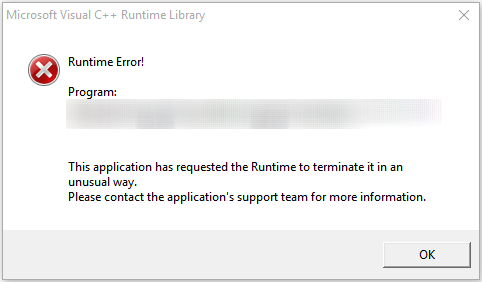 Microsoft Visual C++ Runtime Library
Runtime Error!
Program:
This application has requested the Runtime to terminate it in an
unusual way.
Please contact the application's support team for more information.
OK